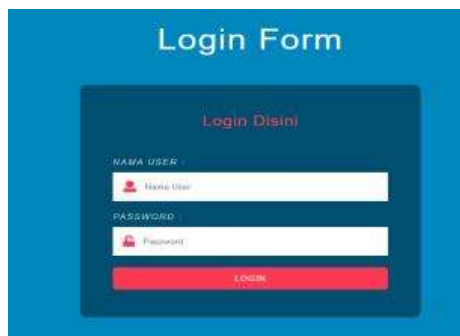 Login Form
Login Disini
NAMA USER :
Nama User
PASSWORD :
Password
LOGIN